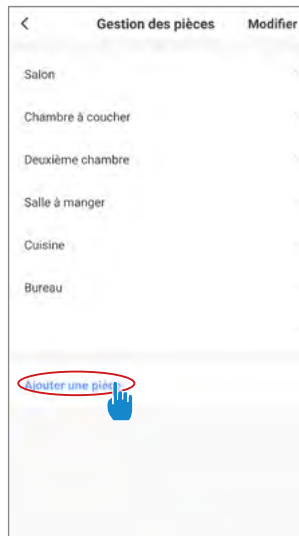 < Gestion des pièces Modifier
Salon
Chambre à coucher
Deuxième chambre
Salle à manger
Cuisine
Bureau
Ajouter une pièce